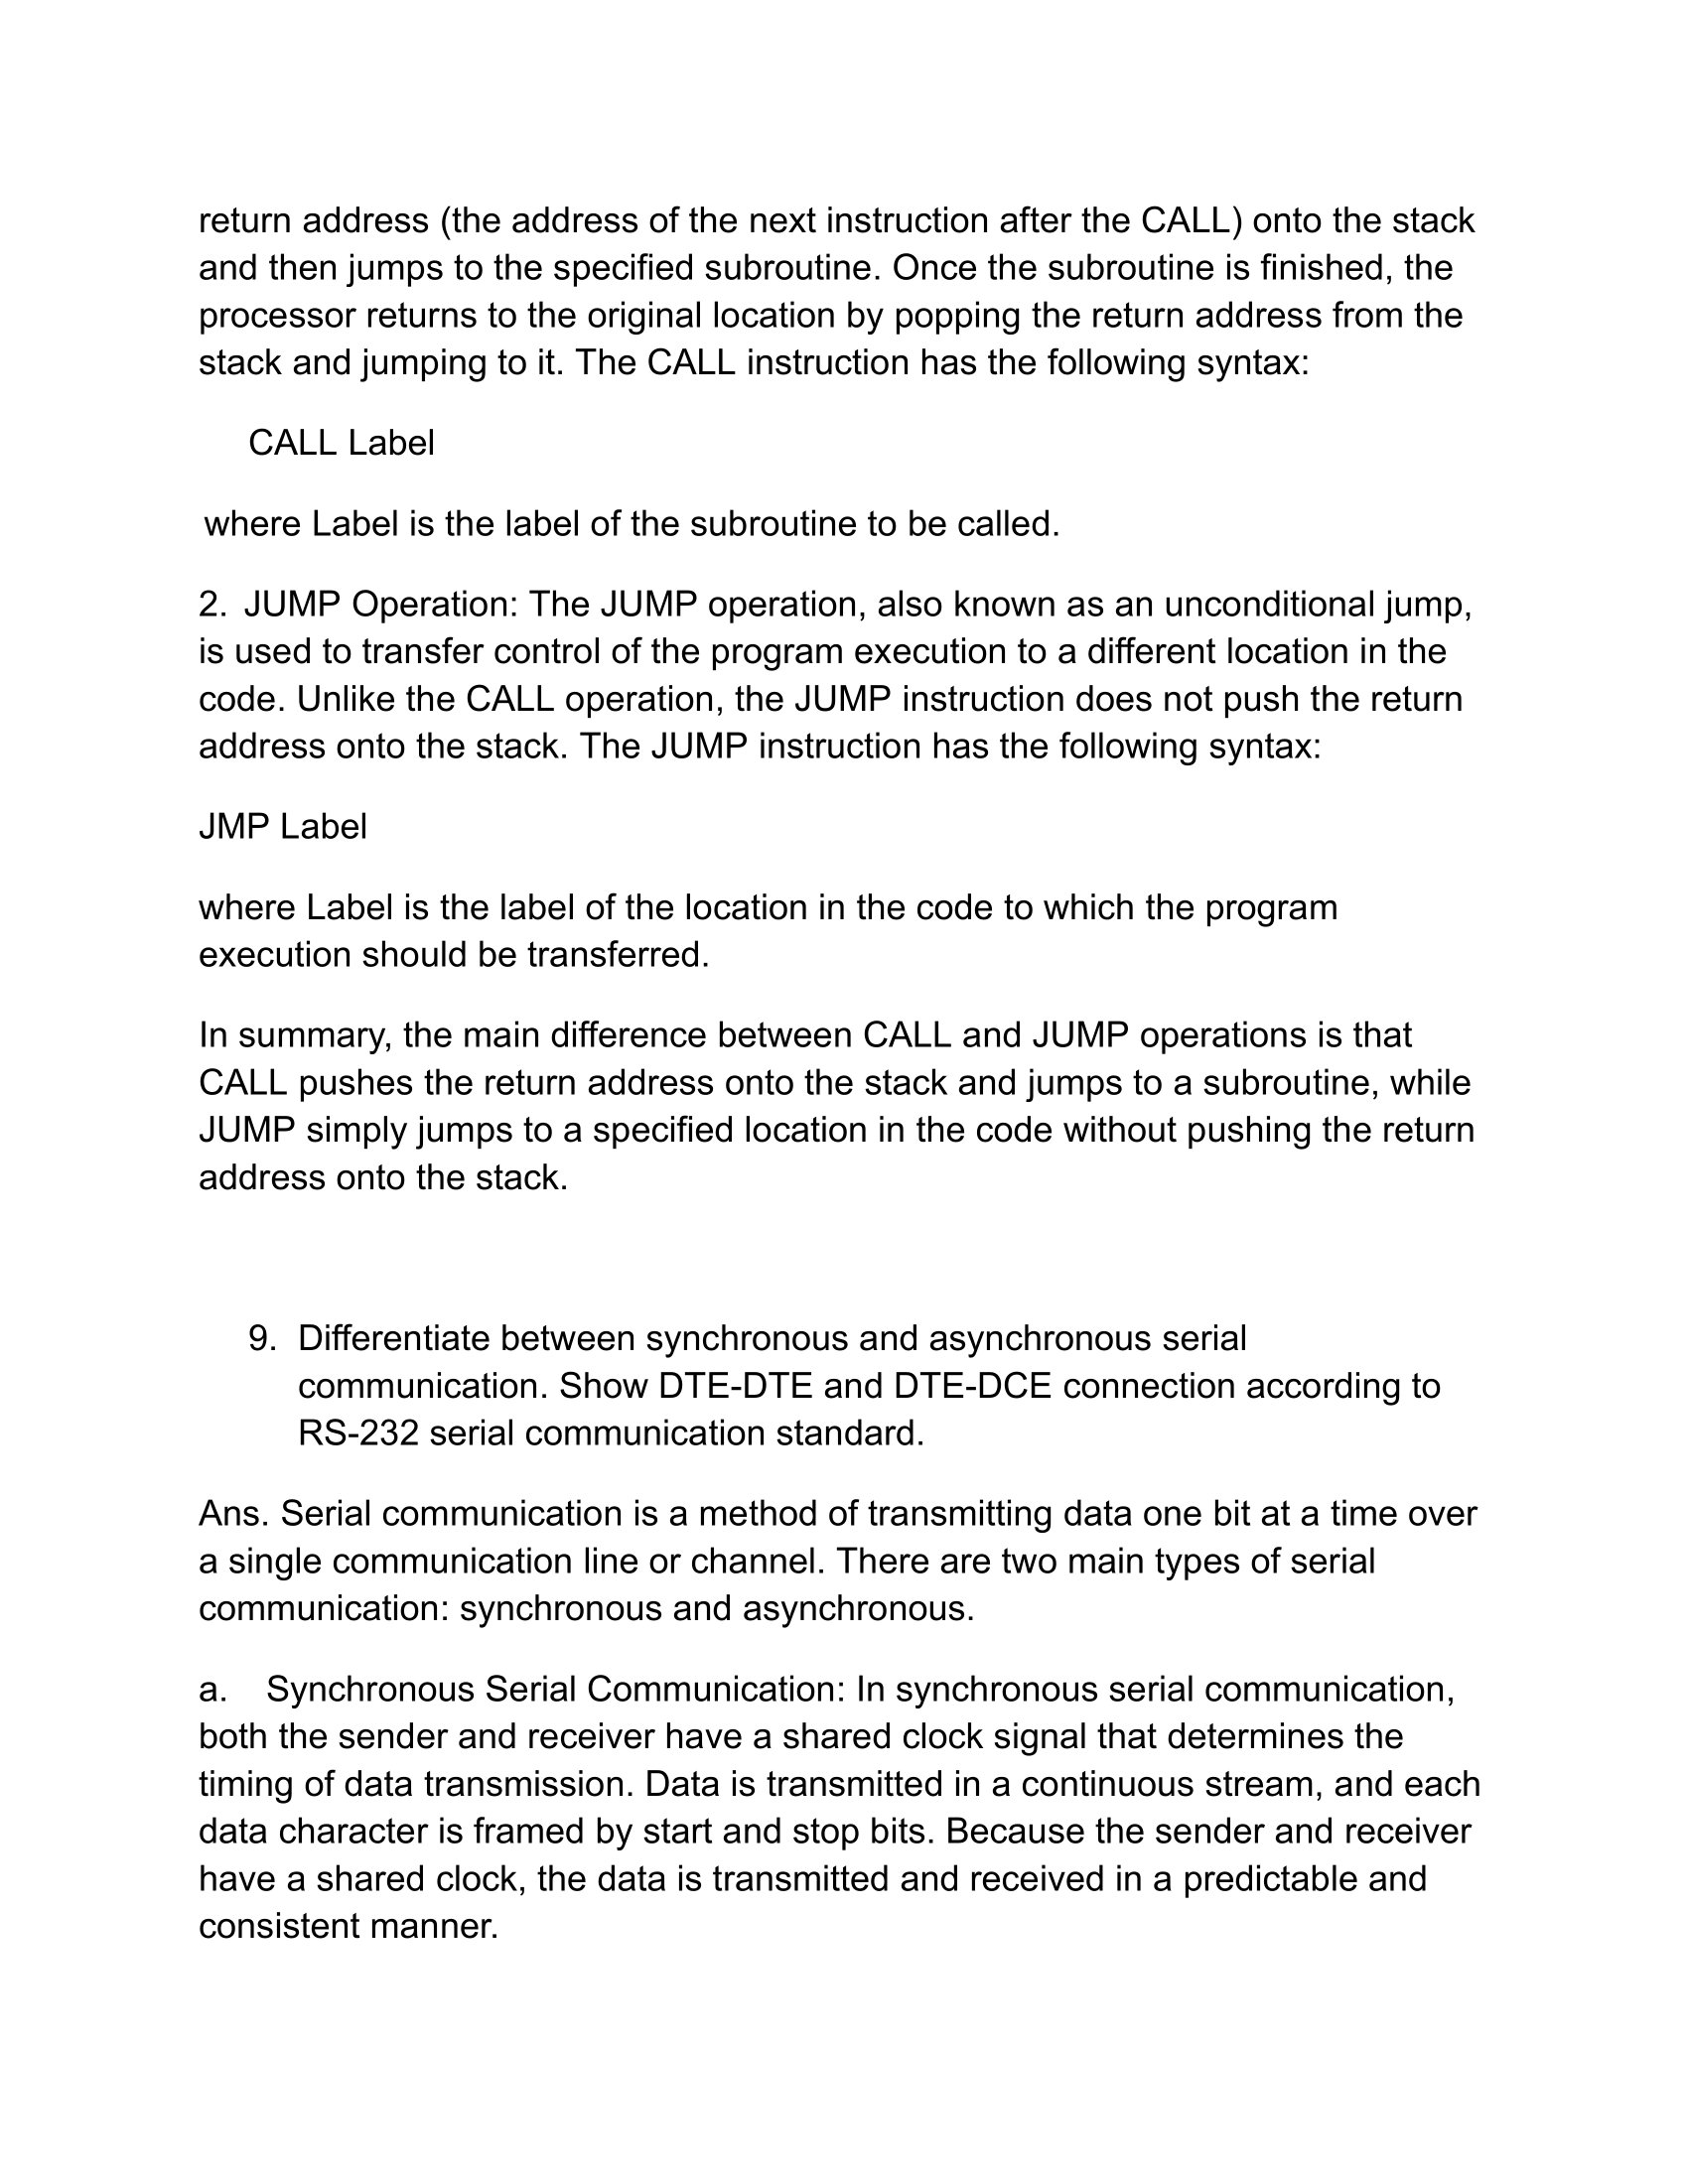 return address (the address of the next instruction after the CALL) onto the stack
and then jumps to the specified subroutine. Once the subroutine is finished, the
processor returns to the original location by popping the return address from the
stack and jumping to it. The CALL instruction has the following syntax:
CALL Label
where Label is the label of the subroutine to be called.
2. JUMP Operation: The JUMP operation, also known as an unconditional jump,
is used to transfer control of the program execution to a different location in the
code. Unlike the CALL operation, the JUMP instruction does not push the return
address onto the stack. The JUMP instruction has the following syntax:
JMP Label
where Label is the label of the location in the code to which the program
execution should be transferred.
In summary, the main difference between CALL and JUMP operations is that
CALL pushes the return address onto the stack and jumps to a subroutine, while
JUMP simply jumps to a specified location in the code without pushing the return
address onto the stack.
9. Differentiate between synchronous and asynchronous serial
communication. Show DTE-DTE and DTE-DCE connection according to
RS-232 serial communication standard.
Ans. Serial communication is a method of transmitting data one bit at a time over
a single communication line or channel. There are two main types of serial
communication: synchronous and asynchronous.
a. Synchronous Serial Communication: In synchronous serial communication,
both the sender and receiver have a shared clock signal that determines the
timing of data transmission. Data is transmitted in a continuous stream, and each
data character is framed by start and stop bits. Because the sender and receiver
have a shared clock, the data is transmitted and received in a predictable and
consistent manner.